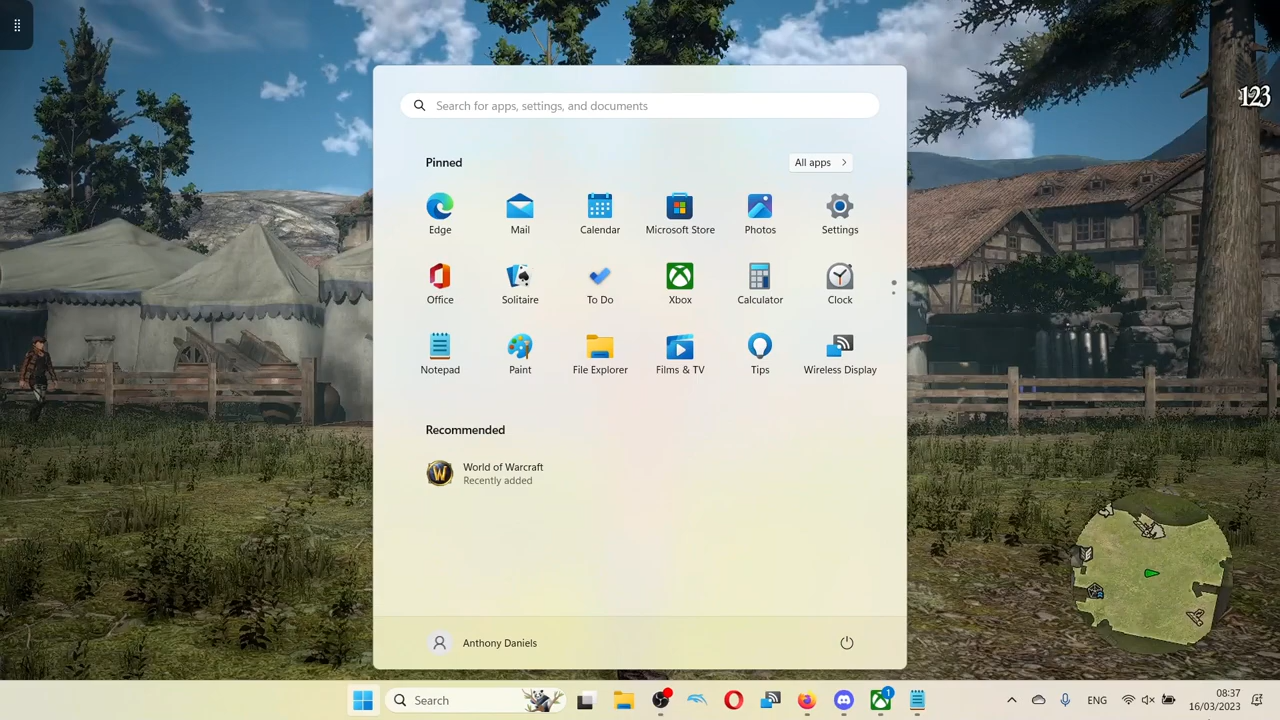 123
Search for apps, settings, and documents
Pinned
All apps
Edge
Mail
Calendar
Microsoft Store
Photos
Settings
Office
Solitaire
To Do
Xbox
Calculator
Clock
Notepad
Paint
File Explorer
Films & TV
Tips
Wireless Display
Recommended
World of Warcraft
Recently added
Anthony Daniels
Search
1
ENG
08:37
16/03/2023